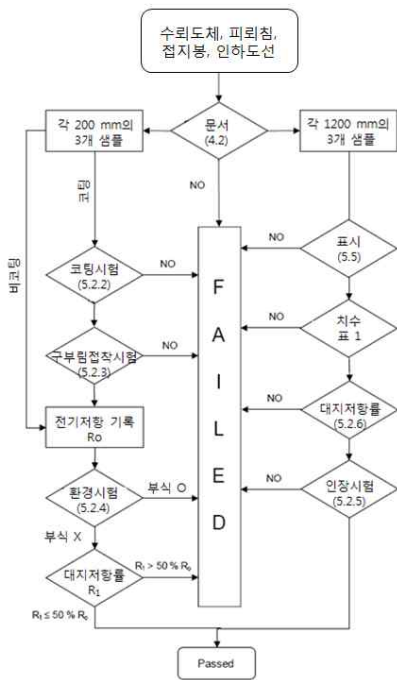 수뢰도체, 피뢰침,
접지봉, 인하도선
각 200 mm의
3개 샘플
문서
(4.2)
각 1200 mm의
3개 샘플
코팅
NO
비코팅
코팅시험
(5.2.2)
NO
FAILED
NO
표시
(5.5)
구부림접착시험
(5.2.3)
NO
NO
치수
표 1
전기저항 기록
Ro
NO
대지저항률
(5.2.6)
환경시험
(5.2.4)
부식 O
NO
인장시험
(5.2.5)
부식 X
대지저항률
R₁
R₁ > 50 % R₀
R₁ ≤ 50 % R₀
Passed